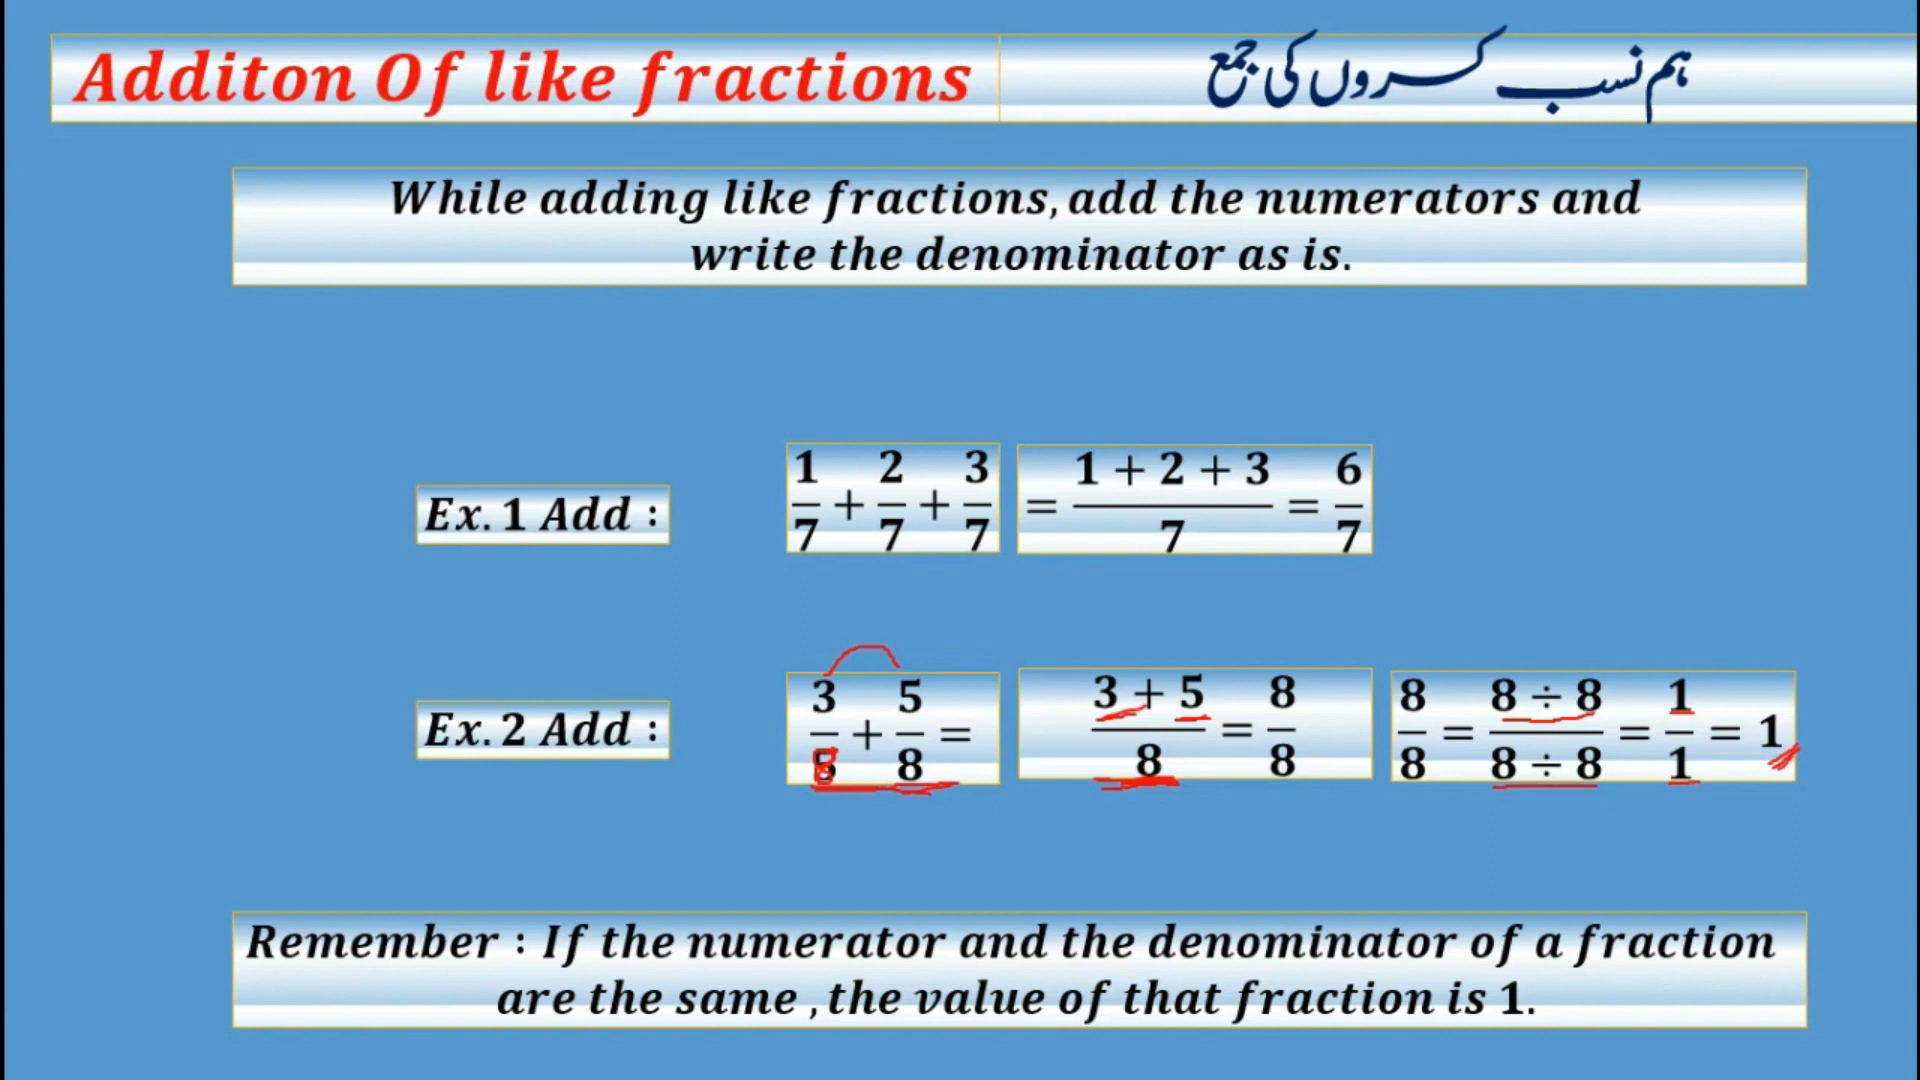 Additon Of like fractions
ہم نسب کسروں کی جمع
While adding like fractions, add the numerators and
write the denominator as is.
Ex. 1 Add :
1/7 + 2/7 + 3/7 = (1 + 2 + 3)/7 = 6/7
Ex. 2 Add :
3/8 + 5/8 = (3 + 5)/8 = 8/8
8/8 = (8 ÷ 8)/(8 ÷ 8) = 1/1 = 1
Remember : If the numerator and the denominator of a fraction
are the same , the value of that fraction is 1.